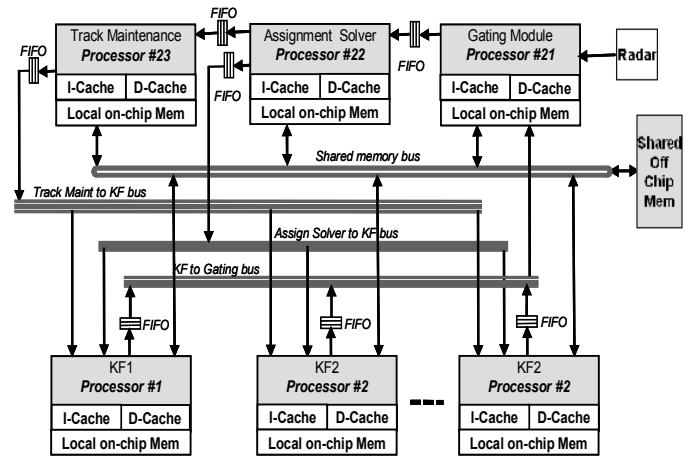 FIFO
Track Maintenance
Processor #23
I-Cache D-Cache
Local on-chip Mem
FIFO
FIFO
Assignment Solver
Processor #22
I-Cache D-Cache
Local on-chip Mem
FIFO
Gating Module
Processor #21
I-Cache D-Cache
Local on-chip Mem
Radar
Shared memory bus
Shared
Off
Chip
Mem
Track Maint to KF bus
Assign Solver to KF bus
KF to Gating bus
FIFO
FIFO
FIFO
KF1
Processor #1
I-Cache D-Cache
Local on-chip Mem
KF2
Processor #2
I-Cache D-Cache
Local on-chip Mem
KF2
Processor #2
I-Cache D-Cache
Local on-chip Mem